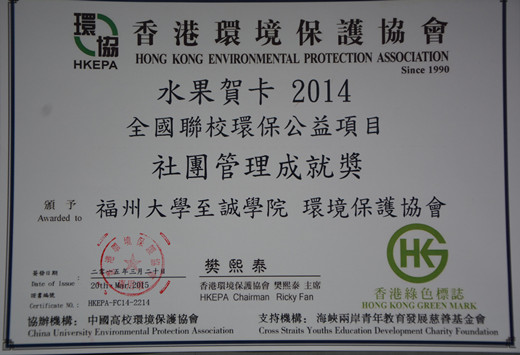 環協
HKEPA
香港環境保護協會
HONG KONG ENVIRONMENTAL PROTECTION ASSOCIATION
Since 1990
水果賀卡 2014
全國聯校環保公益項目
社團管理成就獎
頒予
Awarded to
福州大學至誠學院 環境保護協會
簽發日期：
Date of Issue
二零一五年三月二十日
20th-Mar.2015
證書編號
Certificate NO.:
HKEPA-FC14-2214
樊熙泰
香港環境保護協會 樊熙泰 主席
HKEPA Chairman Ricky Fan
HG
香港綠色標誌
HONG KONG GREEN MARK
協辦機構： 中國高校環境保護協會
China University Environmental Protection Association
支持機構： 海峽兩岸青年教育發展慈善基金會
Cross Straits Youths Education Development Charity Foundation